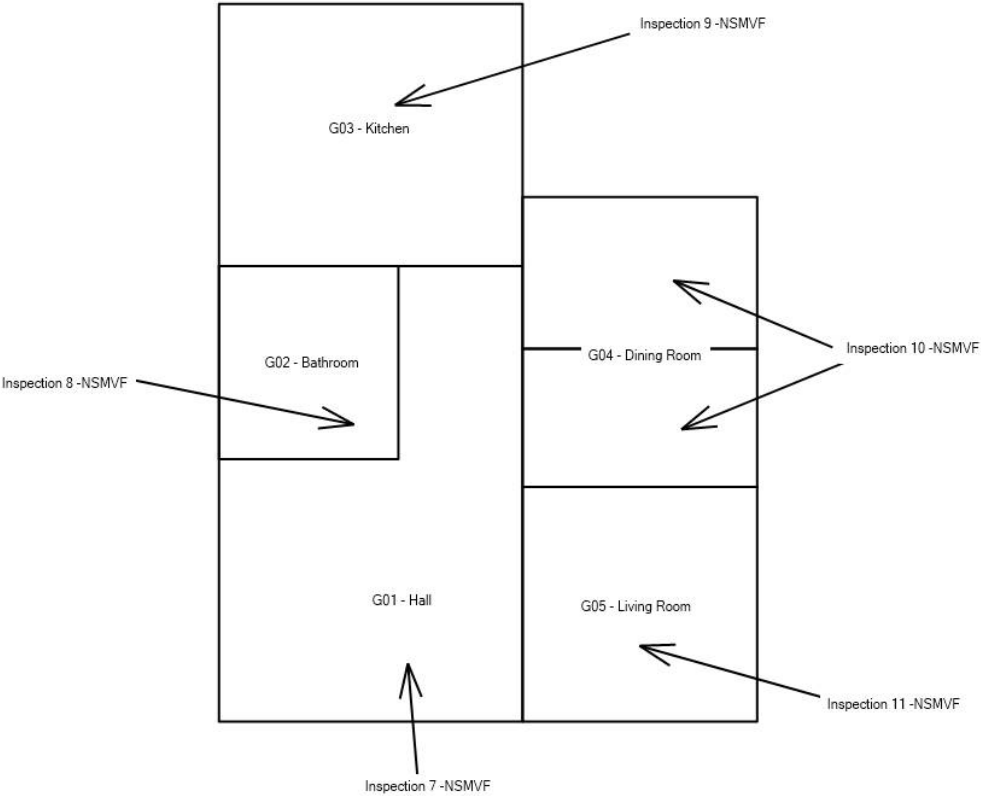 Inspection 9 -NSMVF
G03 - Kitchen
Inspection 10 -NSMVF
G04 - Dining Room
G02 - Bathroom
Inspection 8 -NSMVF
G01 - Hall
G05 - Living Room
Inspection 11 -NSMVF
Inspection 7 -NSMVF